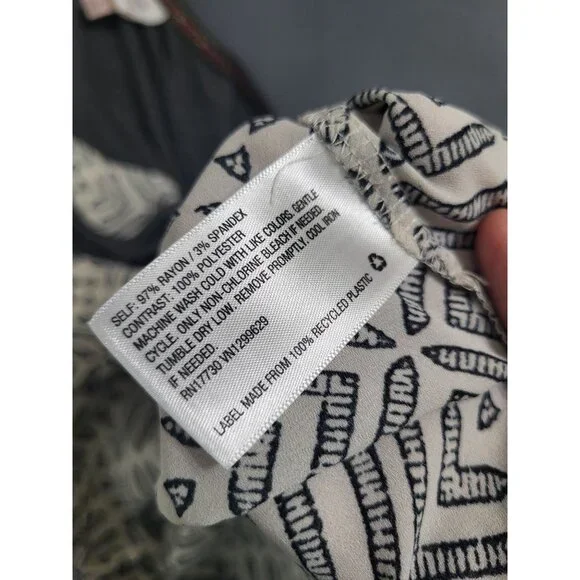 SELF: 97% RAYON / 3% SPANDEX
CONTRAST: 100% POLYESTER
MACHINE WASH COLD WITH LIKE COLORS. GENTLE
CYCLE. ONLY NON-CHLORINE BLEACH IF NEEDED.
TUMBLE DRY LOW. REMOVE PROMPTLY. COOL IRON
IF NEEDED.
RN17730 VN1299629
LABEL MADE FROM 100% RECYCLED PLASTIC